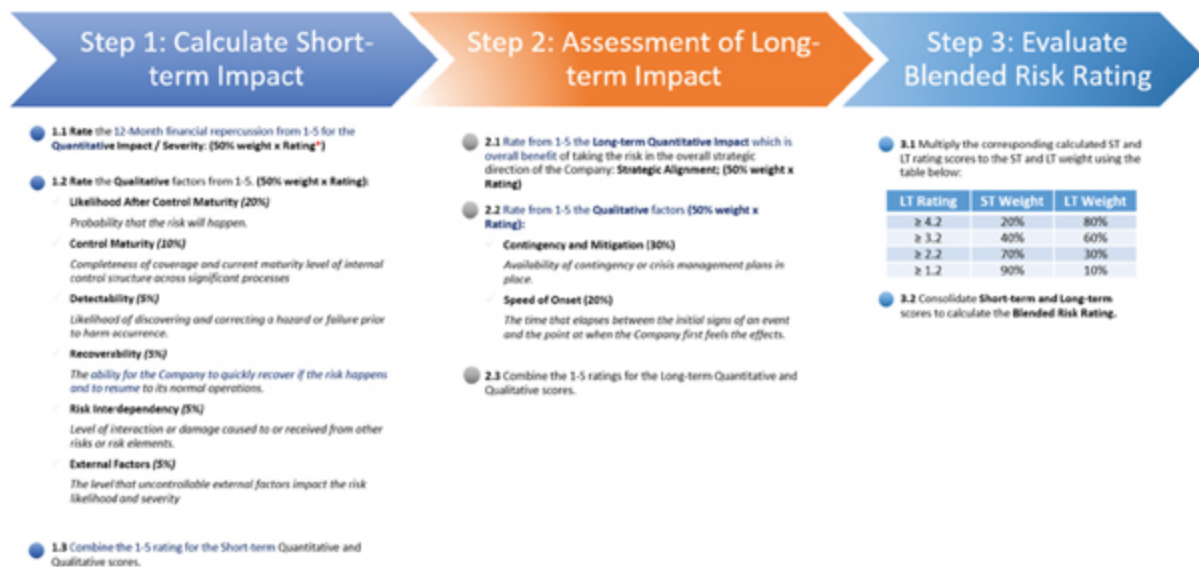 Step 1: Calculate Short-
term Impact
1.1 Rate the 12-Month financial repercussion from 1-5 for the
Quantitative Impact / Severity: (50% weight x Rating*)
1.2 Rate the Qualitative factors from 1-5. (50% weight x Rating):
Likelihood After Control Maturity (20%)
Probability that the risk will happen.
Control Maturity (10%)
Completeness of coverage and current maturity level of internal
control structure across significant processes
Detectability (5%)
Likelihood of discovering and correcting a hazard or failure prior
to harm occurrence.
Recoverability (5%)
The ability for the Company to quickly recover if the risk happens
and to resume to its normal operations.
Risk Interdependency (5%)
Level of interaction or damage caused to or received from other
risks or risk elements.
External Factors (5%)
The level that uncontrollable external factors impact the risk
likelihood and severity
1.3 Combine the 1-5 rating for the Short-term Quantitative and
Qualitative scores.
Step 2: Assessment of Long-
term Impact
2.1 Rate from 1-5 the Long-term Quantitative Impact which is
overall benefit of taking the risk in the overall strategic
direction of the Company: Strategic Alignment; (50% weight x
Rating)
2.2 Rate from 1-5 the Qualitative factors (50% weight x
Rating):
Contingency and Mitigation (30%)
Availability of contingency or crisis management plans in
place.
Speed of Onset (20%)
The time that elapses between the initial signs of an event
and the point at when the Company first feels the effects.
2.3 Combine the 1-5 ratings for the Long-term Quantitative and
Qualitative scores.
Step 3: Evaluate
Blended Risk Rating
3.1 Multiply the corresponding calculated ST and
LT rating scores to the ST and LT weight using the
table below:
LT Rating ST Weight LT Weight
≥ 4.2 20% 80%
≥ 3.2 40% 60%
≥ 2.2 70% 30%
≥ 1.2 90% 10%
3.2 Consolidate Short-term and Long-term
scores to calculate the Blended Risk Rating.